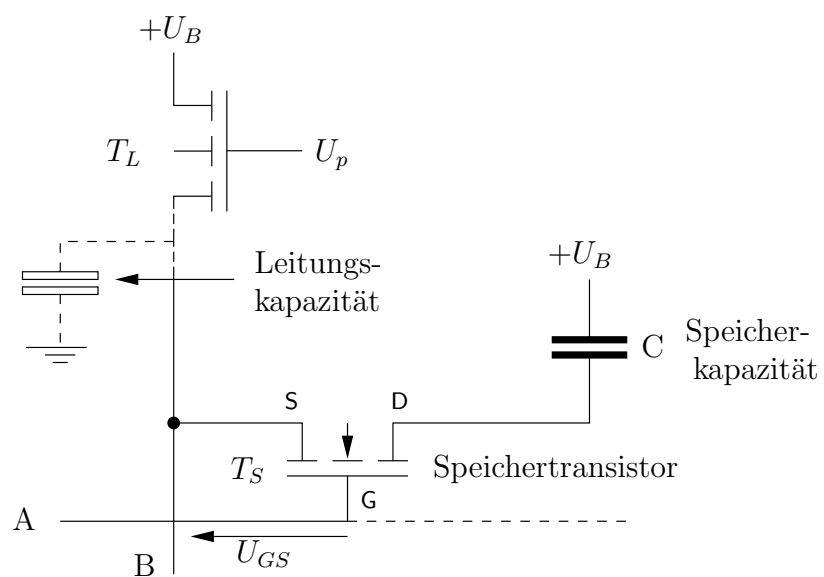 +U_B
T_L
U_p
Leitungs-
kapazität
+U_B
C
Speicher-
kapazität
S
D
T_S
Speichertransistor
G
A
U_GS
B